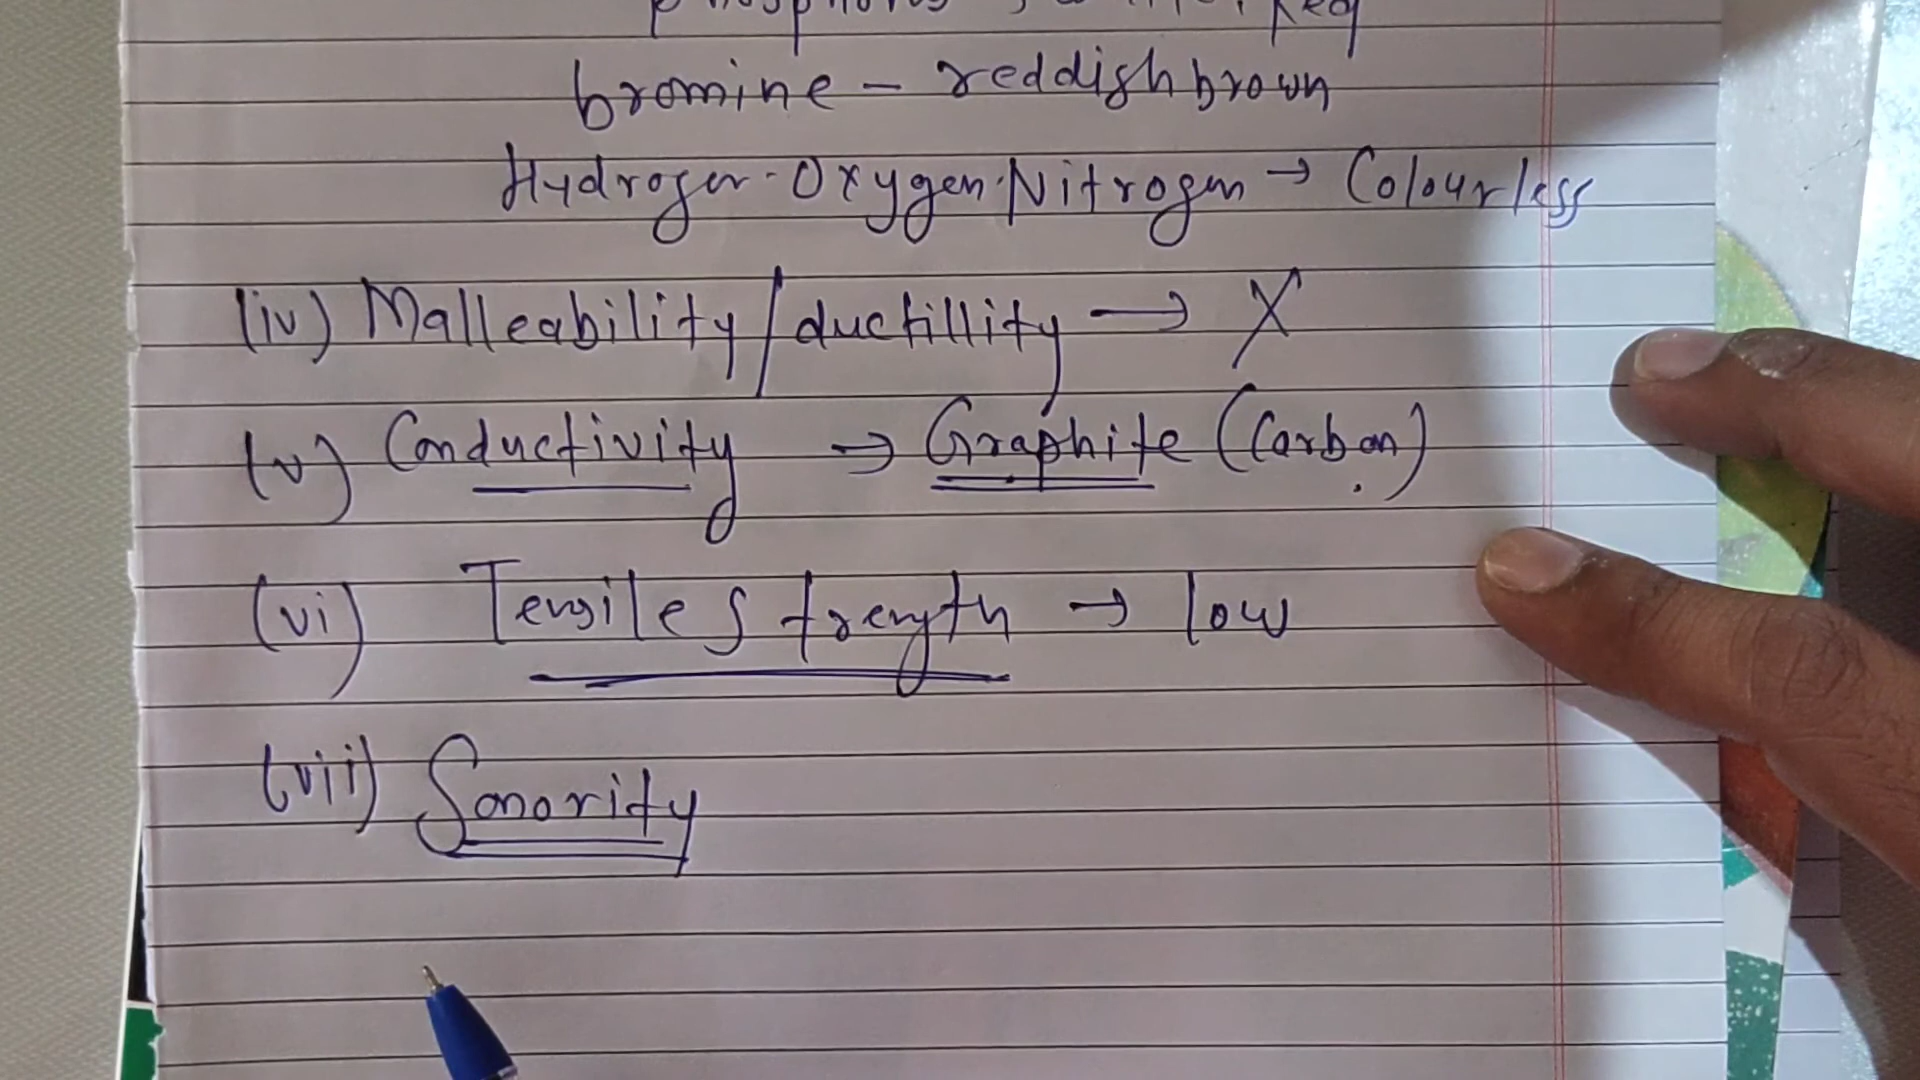 bromine - reddish brown
Hydrogen - Oxygen - Nitrogen → Colourless
(iv) Malleability / ductillity → X
(v) Conductivity → Graphite (Carbon)
(vi) Tensile Strength → low
(vii) Sonority